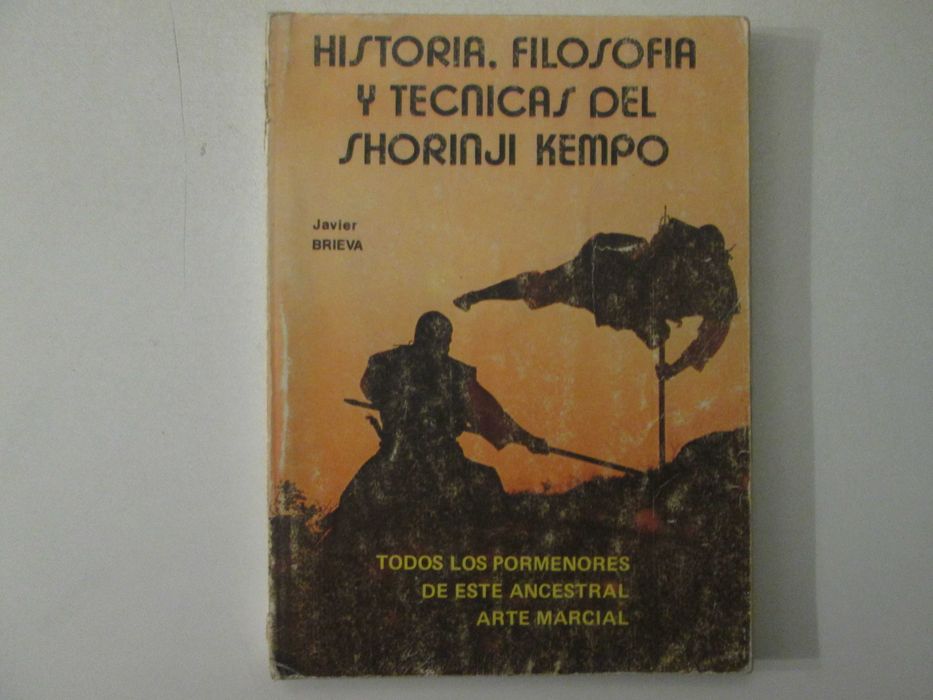 HISTORIA, FILOSOFIA
Y TECNICAS DEL
SHORINJI KEMPO
Javier
BRIEVA
TODOS LOS PORMENORES
DE ESTE ANCESTRAL
ARTE MARCIAL